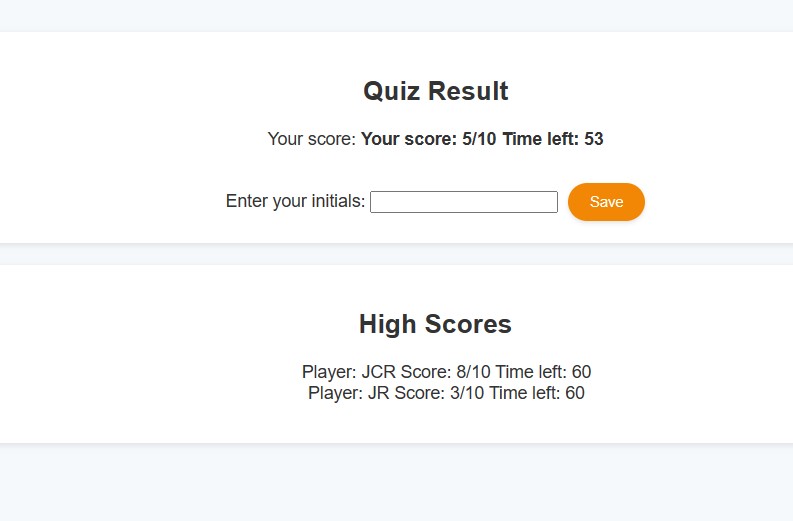 Quiz Result
Your score: Your score: 5/10 Time left: 53
Enter your initials: Save
High Scores
Player: JCR Score: 8/10 Time left: 60
Player: JR Score: 3/10 Time left: 60